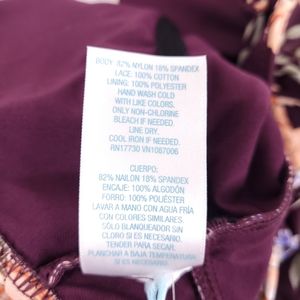 BODY: 82% NYLON 18% SPANDEX
LACE: 100% COTTON
LINING: 100% POLYESTER
HAND WASH COLD
WITH LIKE COLORS.
ONLY NON-CHLORINE
BLEACH IF NEEDED.
LINE DRY.
COOL IRON IF NEEDED.
RN17730 VN1087006
CUERPO:
82% NAILON 18% SPANDEX
ENCAJE: 100% ALGODÓN
FORRO: 100% POLIÉSTER
LAVAR A MANO CON AGUA FRÍA
CON COLORES SIMILARES.
SÓLO BLANQUEADOR SIN
CLORO SI ES NECESARIO.
TENDER PARA SECAR.
PLANCHAR A BAJA TEMPERATURA
SI ES NECESARIO.